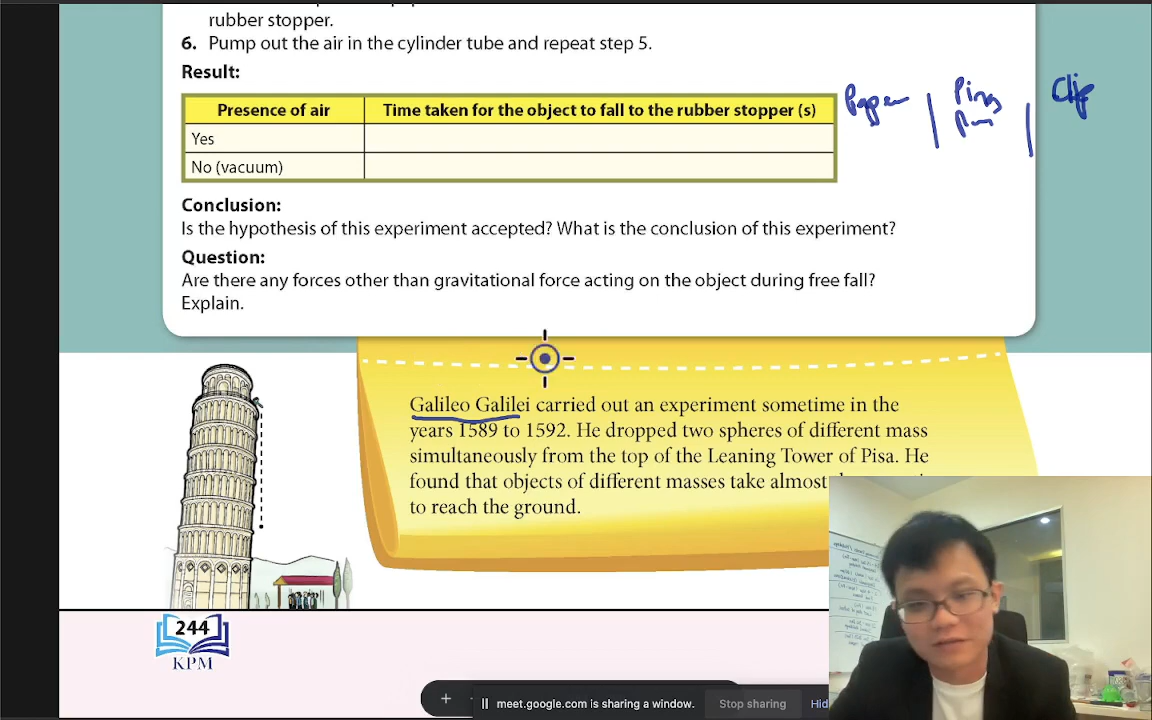 rubber stopper.
6. Pump out the air in the cylinder tube and repeat step 5.
Result:
Presence of air Time taken for the object to fall to the rubber stopper (s)
Yes
No (vacuum)
Clip
Conclusion:
Is the hypothesis of this experiment accepted? What is the conclusion of this experiment?
Question:
Are there any forces other than gravitational force acting on the object during free fall?
Explain.
Galileo Galilei carried out an experiment sometime in the
years 1589 to 1592. He dropped two spheres of different mass
simultaneously from the top of the Leaning Tower of Pisa. He
found that objects of different masses take almost
to reach the ground.
244
KPM
meet.google.com is sharing a window. Stop sharing Hid